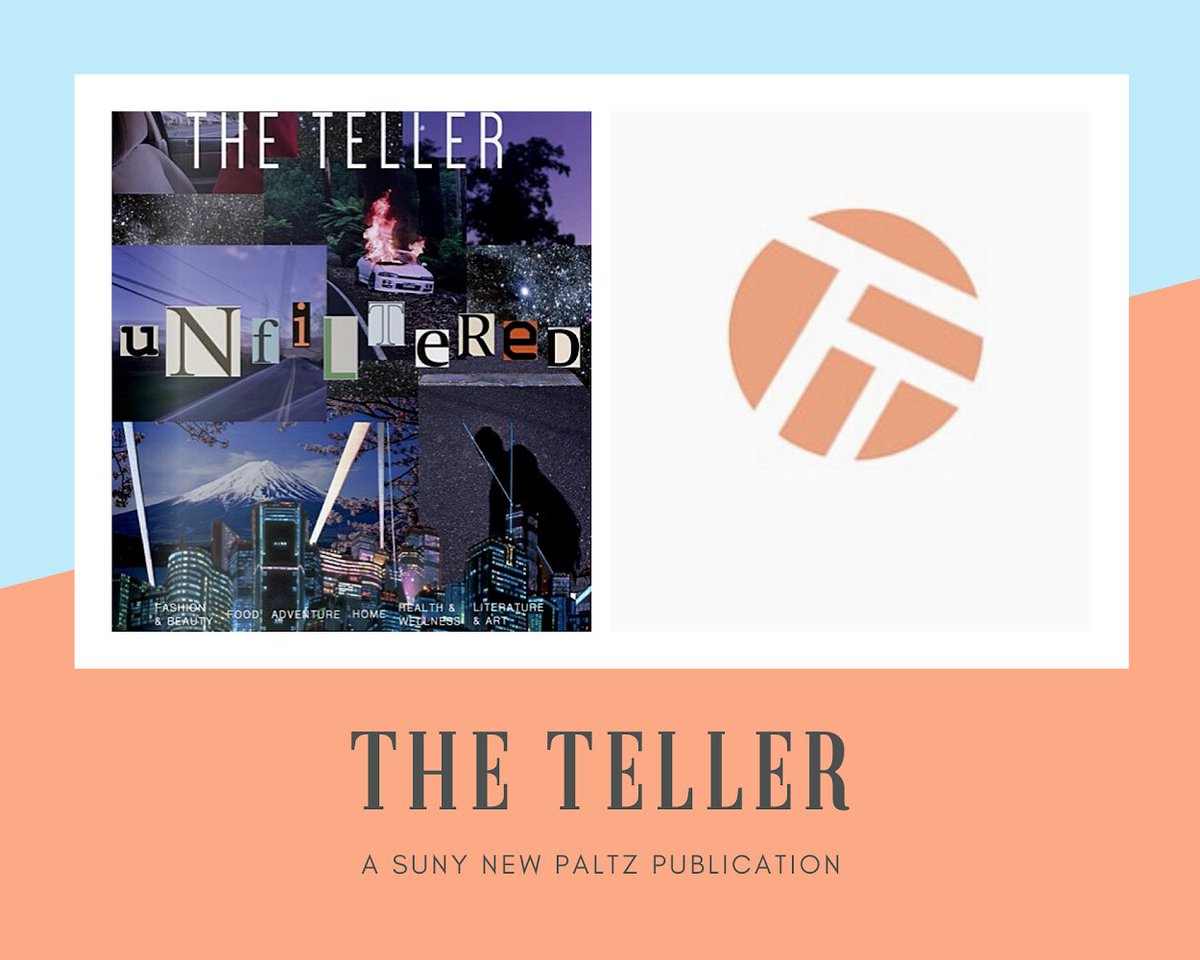 THE TELLER
uNfiLTeReD
FASHION
& BEAUTY
FOOD
ADVENTURE
HOME
HEALTH &
WELLNESS
LITERATURE
& ART
THE TELLER
A SUNY NEW PALTZ PUBLICATION